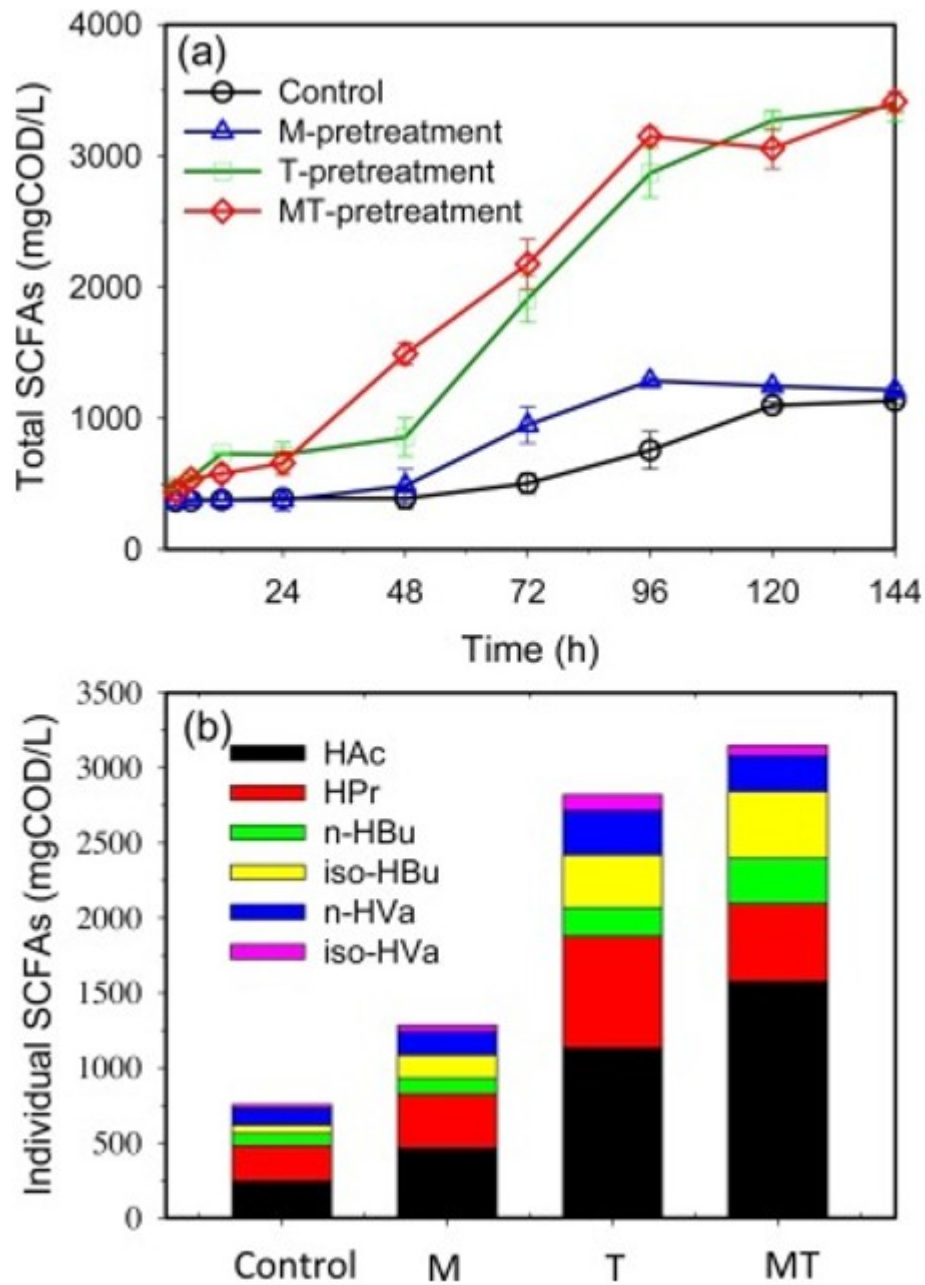 4000
3000
2000
1000
0
Total SCFAs (mgCOD/L)
(a)
Control
M-pretreatment
T-pretreatment
MT-pretreatment
24 48 72 96 120 144
Time (h)
3500
3000
2500
2000
1500
1000
500
0
Individual SCFAs (mgCOD/L)
(b)
HAc
HPr
n-HBu
iso-HBu
n-HVa
iso-HVa
Control M T MT